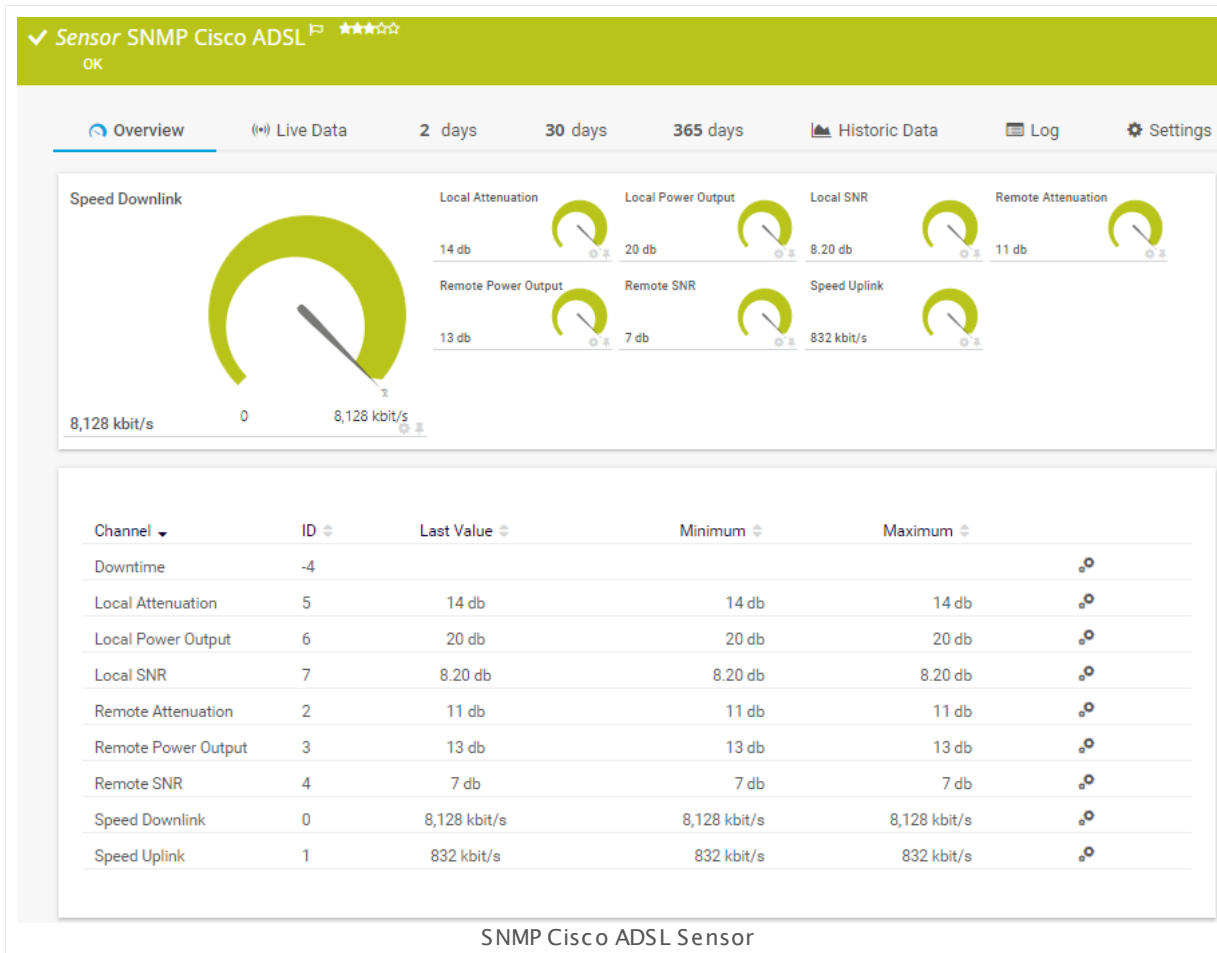 Sensor SNMP Cisco ADSL
OK
Overview Live Data 2 days 30 days 365 days Historic Data Log Settings
Speed Downlink
8,128 kbit/s
0 8,128 kbit/s
Local Attenuation
14 db
Local Power Output
20 db
Local SNR
8.20 db
Remote Attenuation
11 db
Remote Power Output
13 db
Remote SNR
7 db
Speed Uplink
832 kbit/s
Channel ID Last Value Minimum Maximum
Downtime -4
Local Attenuation 5 14 db 14 db 14 db
Local Power Output 6 20 db 20 db 20 db
Local SNR 7 8.20 db 8.20 db 8.20 db
Remote Attenuation 2 11 db 11 db 11 db
Remote Power Output 3 13 db 13 db 13 db
Remote SNR 4 7 db 7 db 7 db
Speed Downlink 0 8,128 kbit/s 8,128 kbit/s 8,128 kbit/s
Speed Uplink 1 832 kbit/s 832 kbit/s 832 kbit/s
SNMP Cisco ADSL Sensor